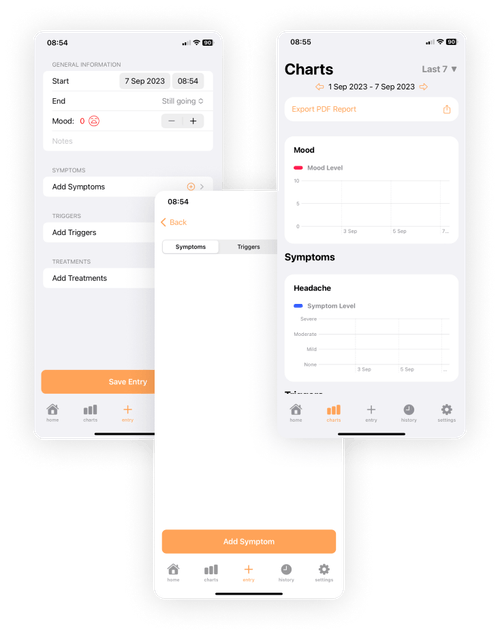 08:54
90
GENERAL INFORMATION
Start 7 Sep 2023 08:54
End Still going
Mood: 0 − +
Notes
SYMPTOMS
Add Symptoms
TRIGGERS
Add Triggers
TREATMENTS
Add Treatments
Save Entry
home charts entry
08:54
Back
Symptoms Triggers
Add Symptom
home charts entry history settings
08:55
90
Charts Last 7 ▼
1 Sep 2023 - 7 Sep 2023
Export PDF Report
Mood
Mood Level
10
5
0
3 Sep 5 Sep 7...
Symptoms
Headache
Symptom Level
Severe
Moderate
Mild
None
3 Sep 5 Sep ...
Triggers
home charts entry history settings